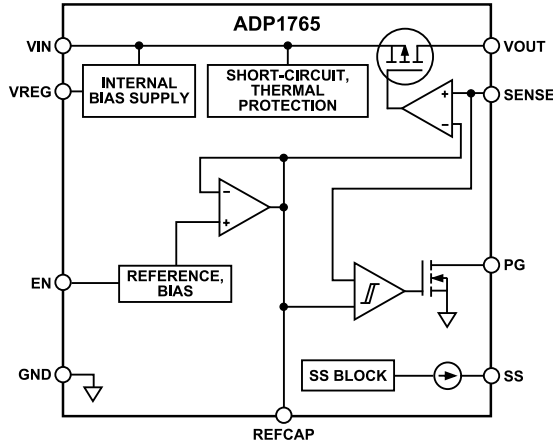 ADP1765
VIN
VOUT
VREG
INTERNAL
BIAS SUPPLY
SHORT-CIRCUIT,
THERMAL
PROTECTION
SENSE
+
−
−
+
EN
REFERENCE,
BIAS
PG
GND
SS BLOCK
SS
REFCAP